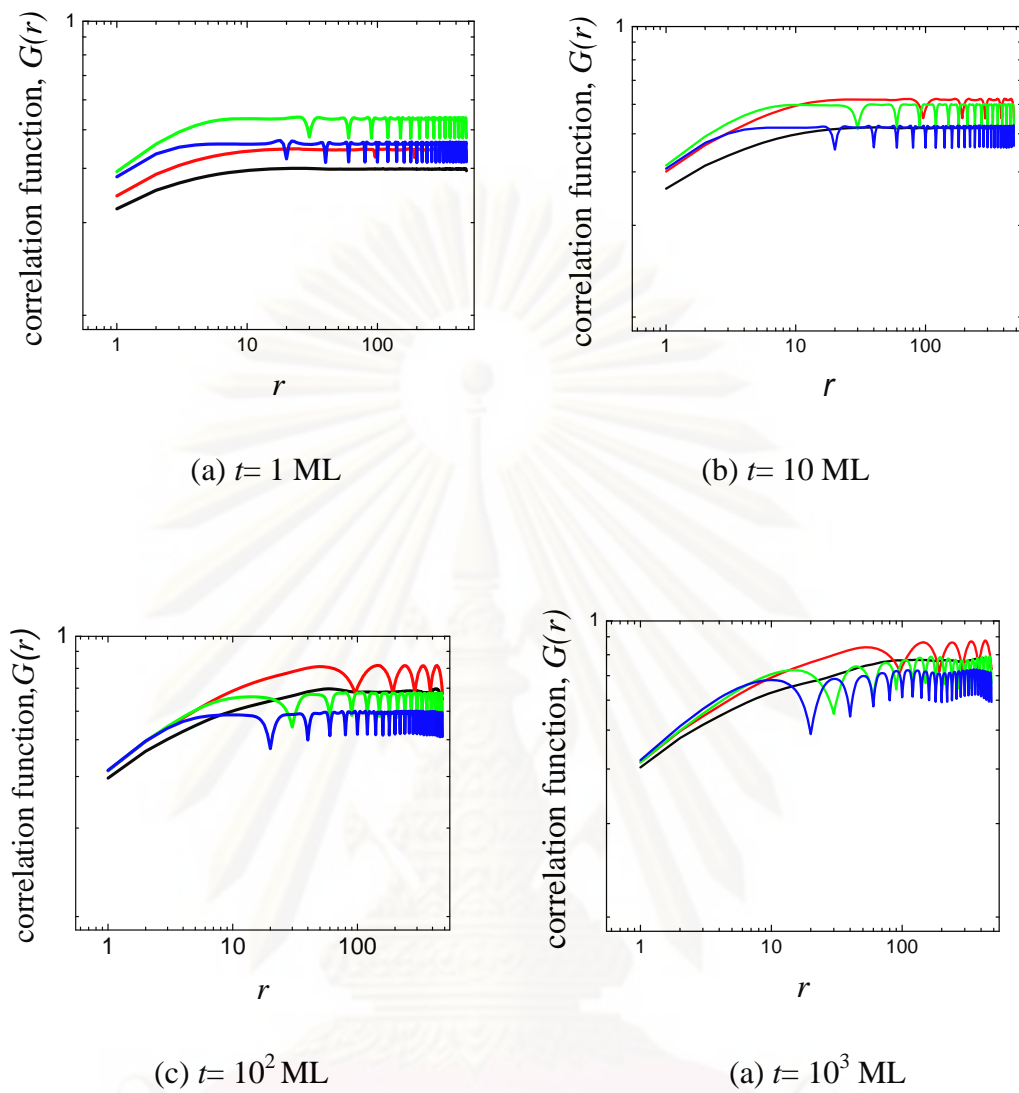 correlation function, G(r)
1
1
10
100
r
(a) t= 1 ML
correlation function, G(r)
1
1
10
100
r
(b) t= 10 ML
correlation function,G(r)
1
1
10
100
r
(c) t= 10² ML
correlation function, G(r)
1
1
10
100
r
(a) t= 10³ ML